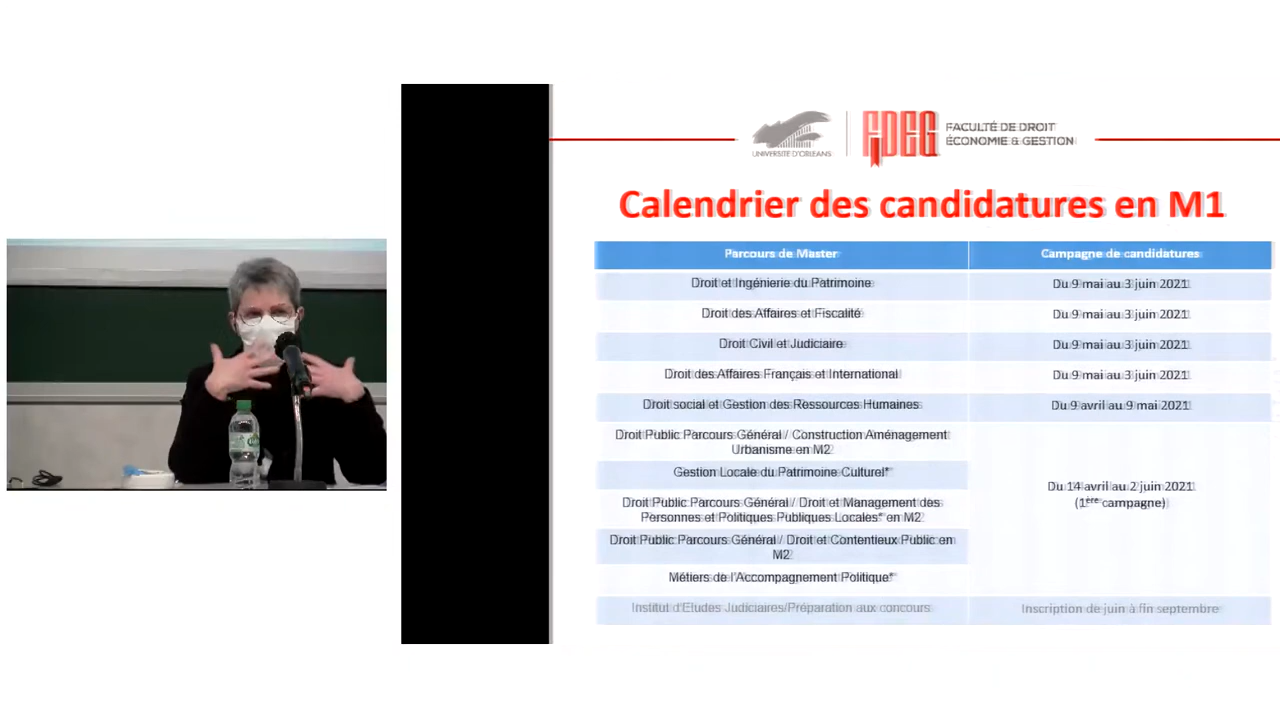 UNIVERSITÉ D'ORLÉANS
FDEG
FACULTÉ DE DROIT
ÉCONOMIE & GESTION
Calendrier des candidatures en M1
Parcours de Master
Campagne de candidatures
Droit et Ingénierie du Patrimoine
Du 9 mai au 3 juin 2021
Droit des Affaires et Fiscalité
Du 9 mai au 3 juin 2021
Droit Civil et Judiciaire
Du 9 mai au 3 juin 2021
Droit des Affaires Français et International
Du 9 mai au 3 juin 2021
Droit social et Gestion des Ressources Humaines
Du 9 avril au 9 mai 2021
Droit Public Parcours Général / Construction Aménagement
Urbanisme en M2
Gestion Locale du Patrimoine Culturel*
Droit Public Parcours Général / Droit et Management des
Personnes et Politiques Publiques Locales* en M2
Droit Public Parcours Général / Droit et Contentieux Public en
M2
Métiers de l'Accompagnement Politique*
Du 14 avril au 2 juin 2021
(1ère campagne)
Institut d'Etudes Judiciaires/Préparation aux concours
Inscription de juin à fin septembre